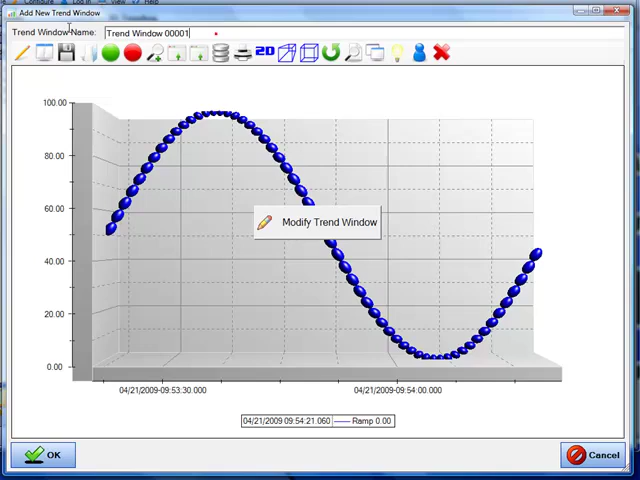 Configure Log In View Help
Add New Trend Window
Trend Window Name: Trend Window 00001
2D
100.00
80.00
60.00
Modify Trend Window
40.00
20.00
0.00
04/21/2009-09:53:30.000 04/21/2009-09:54:00.000
04/21/2009 09:54:21.060 Ramp 0.00
OK Cancel